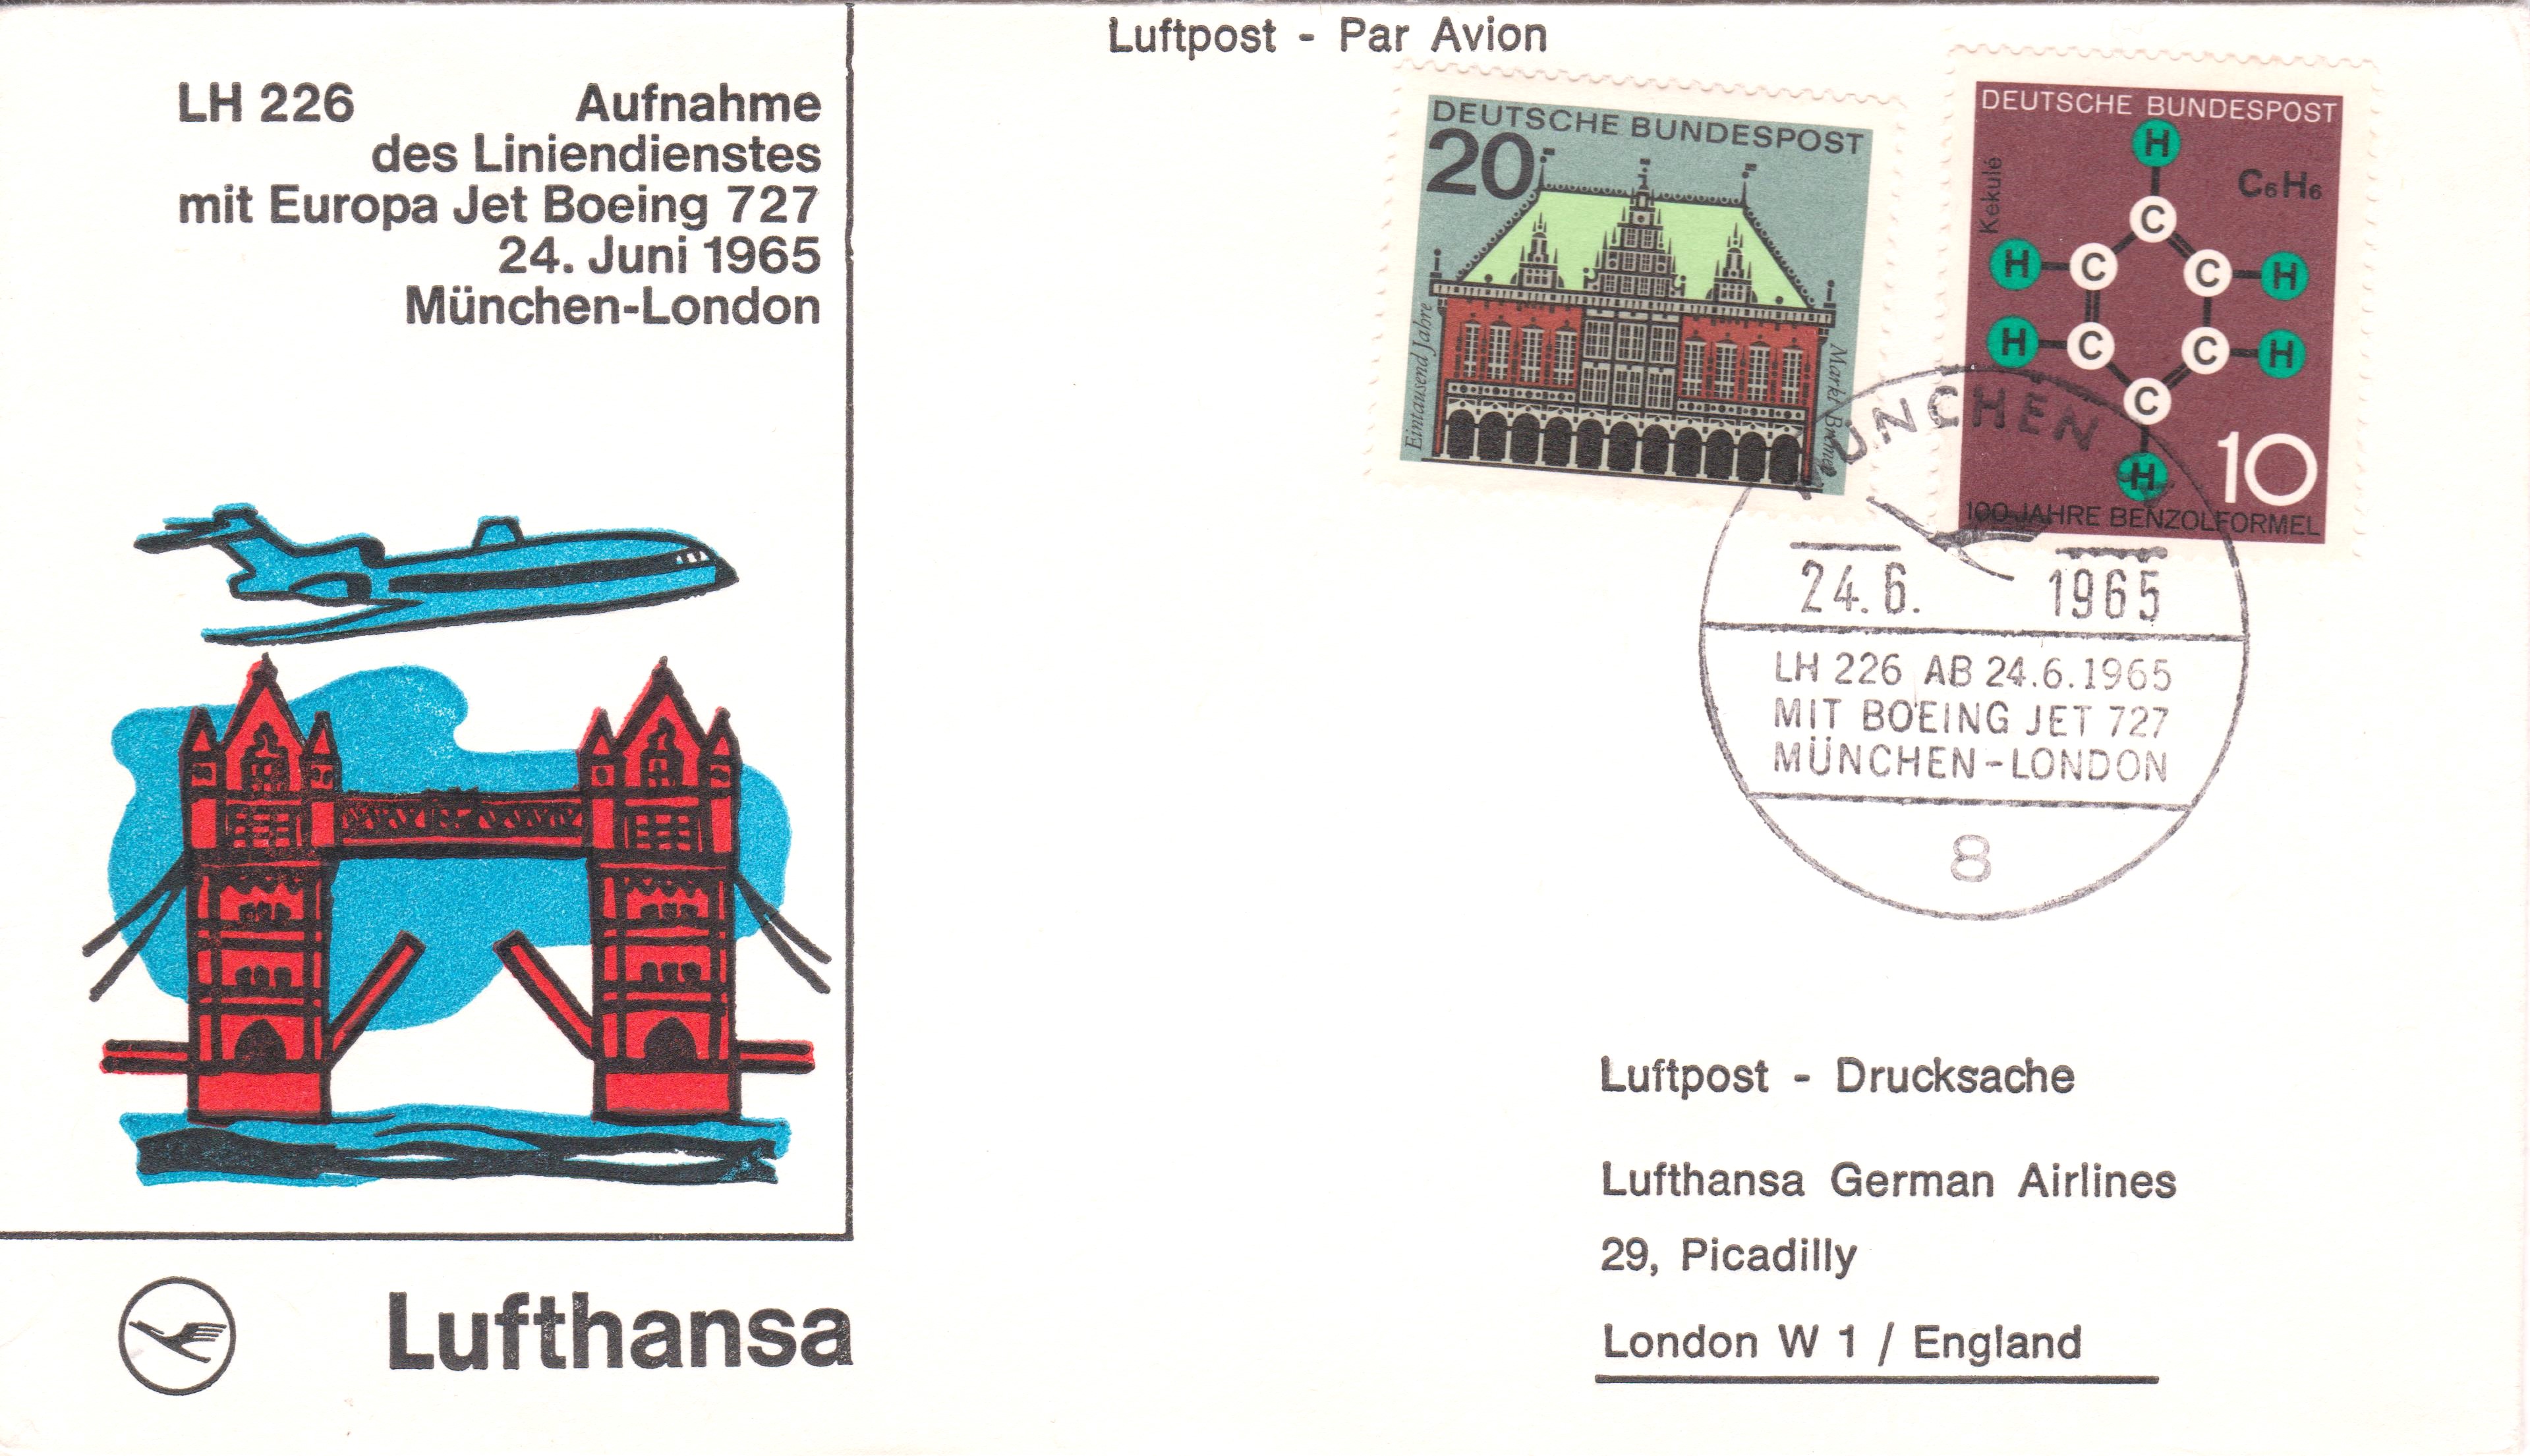 Luftpost - Par Avion
LH 226 Aufnahme
des Liniendienstes
mit Europa Jet Boeing 727
24. Juni 1965
München-London
DEUTSCHE BUNDESPOST
20
Eintausend Jahre
Markt Bremen
DEUTSCHE BUNDESPOST
Kekulé
C₆H₆
H
C
H C C H
H C C H
C
H
10
100 JAHRE BENZOLFORMEL
MÜNCHEN
24.6. 1965
LH 226 AB 24.6.1965
MIT BOEING JET 727
MÜNCHEN-LONDON
8
Luftpost - Drucksache
Lufthansa German Airlines
29, Picadilly
London W 1 / England
Lufthansa